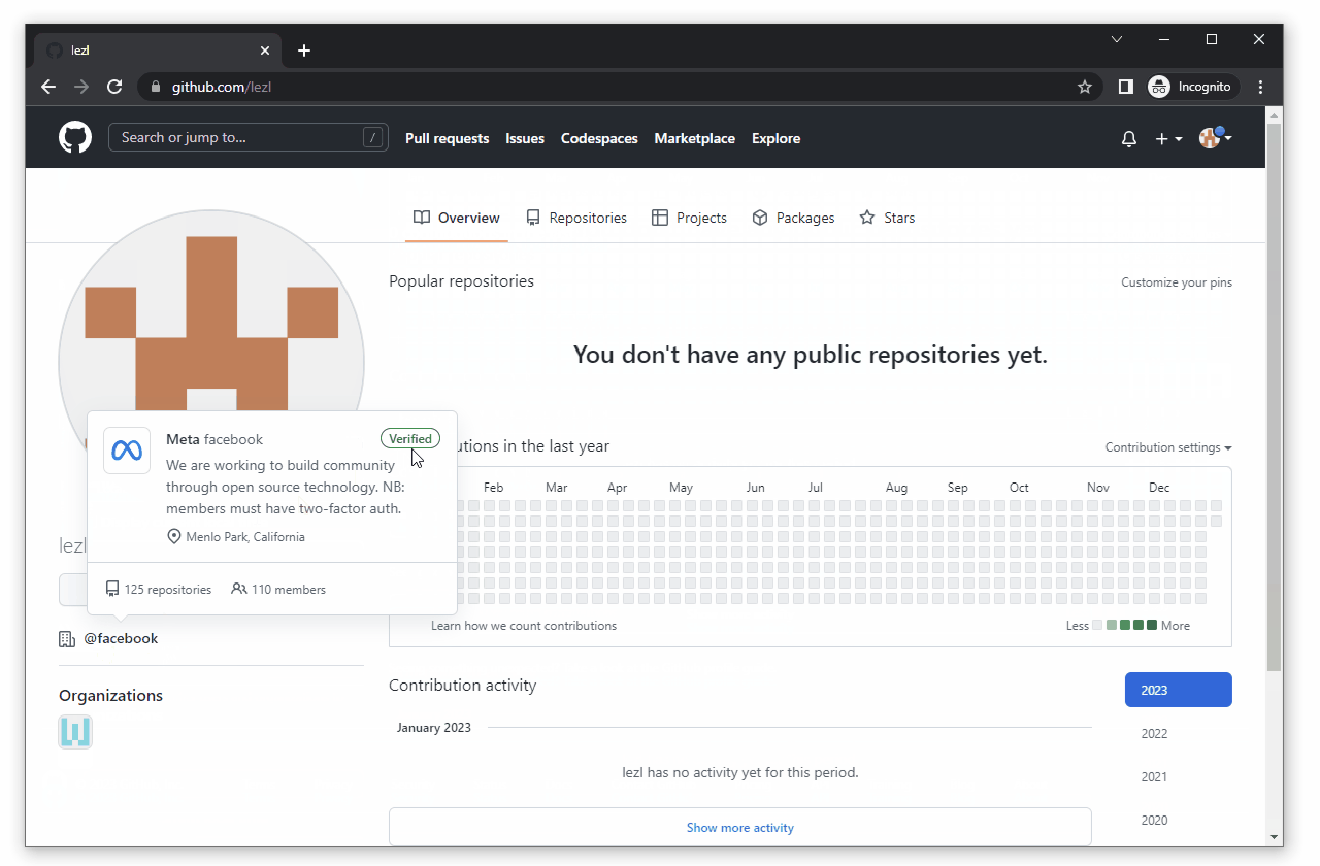 lezl
github.com/lezl
Incognito
Search or jump to...
/
Pull requests
Issues
Codespaces
Marketplace
Explore
Overview
Repositories
Projects
Packages
Stars
Popular repositories
Customize your pins
You don't have any public repositories yet.
Meta facebook
Verified
We are working to build community
through open source technology. NB:
members must have two-factor auth.
Menlo Park, California
125 repositories
110 members
lezl
@facebook
Organizations
utions in the last year
Contribution settings
Feb Mar Apr May Jun Jul Aug Sep Oct Nov Dec
Learn how we count contributions
Less
More
Contribution activity
January 2023
lezl has no activity yet for this period.
Show more activity
2023
2022
2021
2020